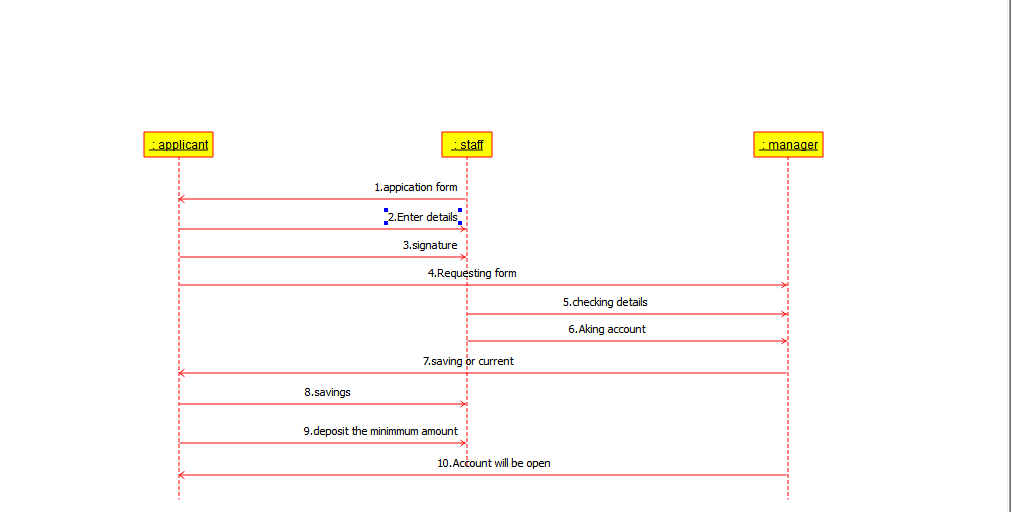 : applicant
: staff
: manager
1.appication form
2.Enter details
3.signature
4.Requesting form
5.checking details
6.Aking account
7.saving or current
8.savings
9.deposit the minimmum amount
10.Account will be open